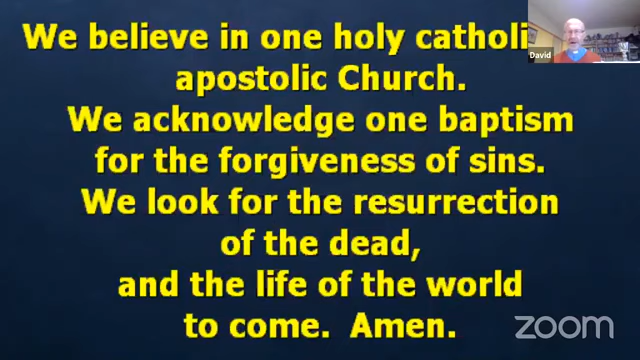 We believe in one holy catholi
apostolic Church.
We acknowledge one baptism
for the forgiveness of sins.
We look for the resurrection
of the dead,
and the life of the world
to come.  Amen.
David
zoom